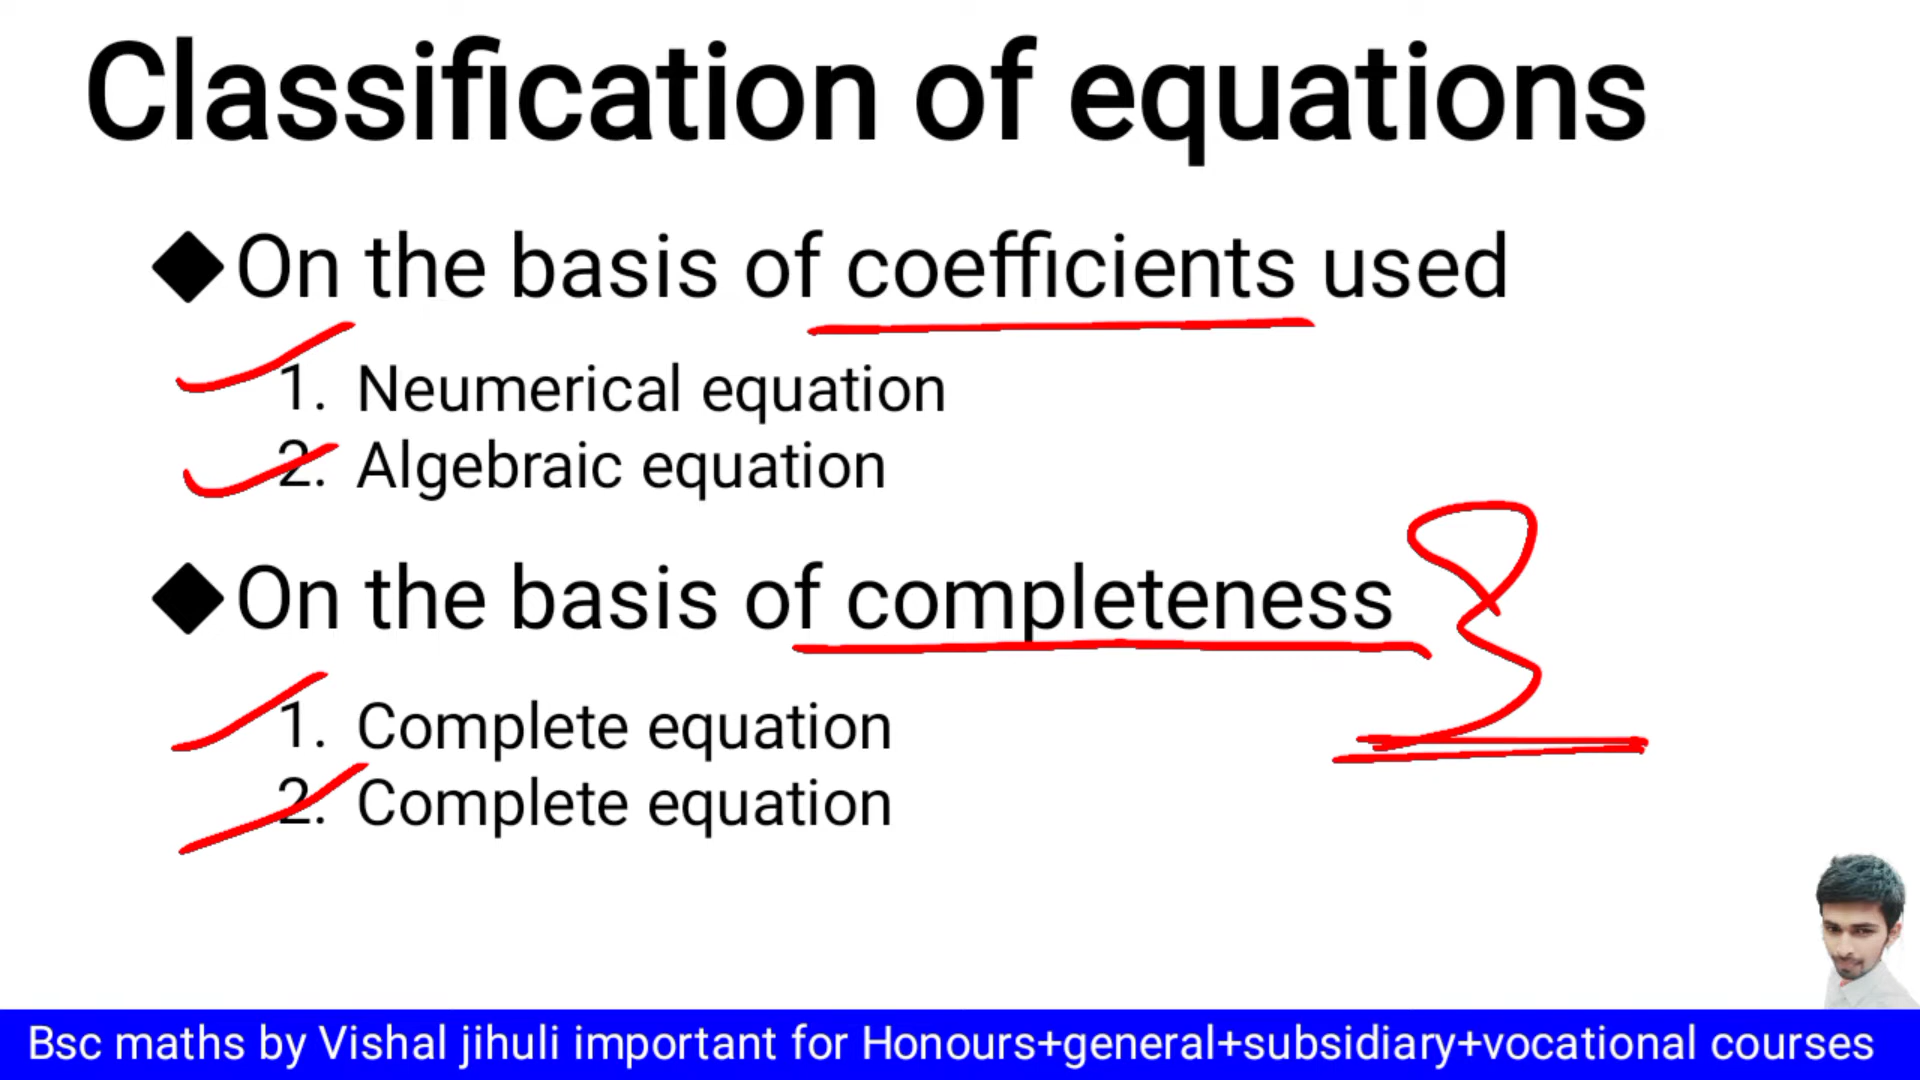 Classification of equations
◆On the basis of coefficients used
1. Neumerical equation
2. Algebraic equation
◆On the basis of completeness
1. Complete equation
2. Complete equation
Bsc maths by Vishal jihuli important for Honours+general+subsidiary+vocational courses